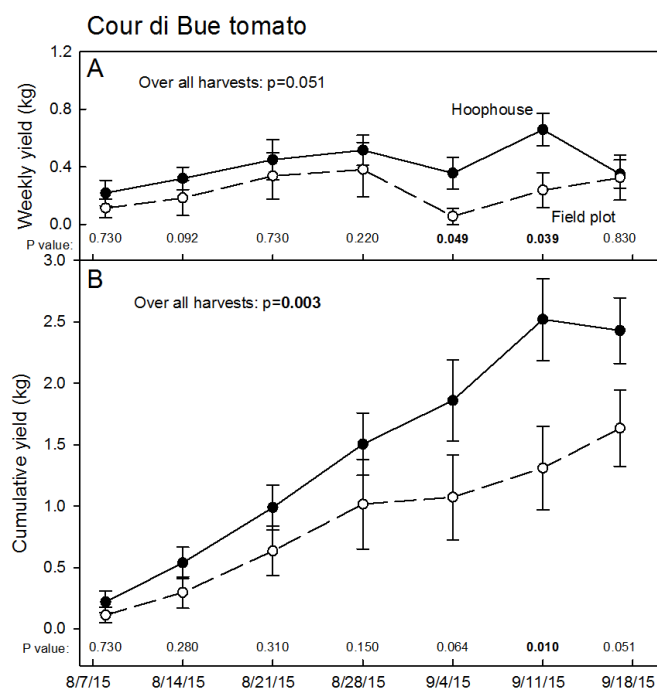 Cour di Bue tomato
A
Over all harvests: p=0.051
Weekly yield (kg)
1.2
0.8
0.4
0.0
Hoophouse
Field plot
P value: 0.730 0.092 0.730 0.220 0.049 0.039 0.830
B
Over all harvests: p=0.003
Cumulative yield (kg)
3.0
2.5
2.0
1.5
1.0
0.5
0.0
P value: 0.730 0.280 0.310 0.150 0.064 0.010 0.051
8/7/15 8/14/15 8/21/15 8/28/15 9/4/15 9/11/15 9/18/15